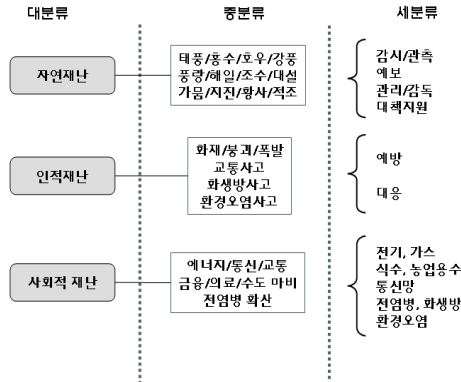 대분류
중분류
세분류
자연재난
태풍/홍수/호우/강풍
풍랑/해일/조수/대설
가뭄/지진/황사/적조
감시/관측
예보
관리/감독
대책지원
인적재난
화재/붕괴/폭발
교통사고
화생방사고
환경오염사고
예방
대응
사회적 재난
에너지/통신/교통
금융/의료/수도 마비
전염병 확산
전기, 가스
식수, 농업용수
통신망
전염병, 화생방
환경오염